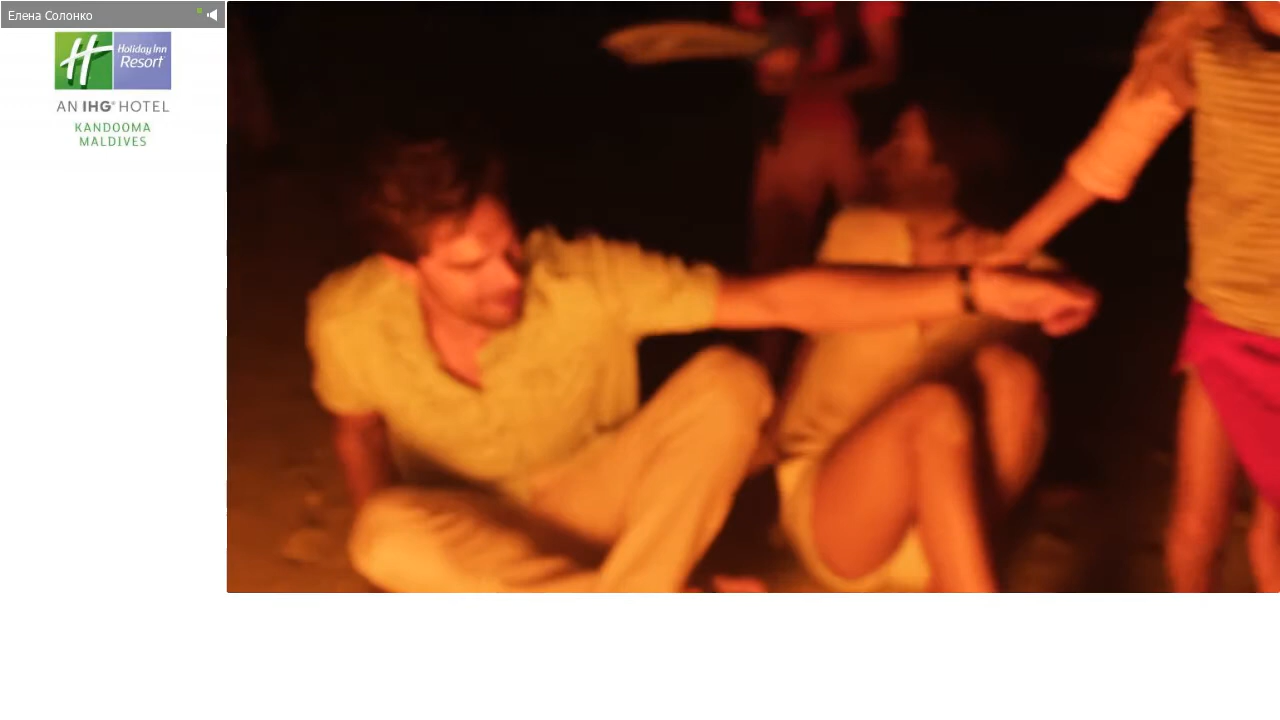 Елена Солонко
Holiday Inn
Resort
AN IHG® HOTEL
KANDOOMA
MALDIVES